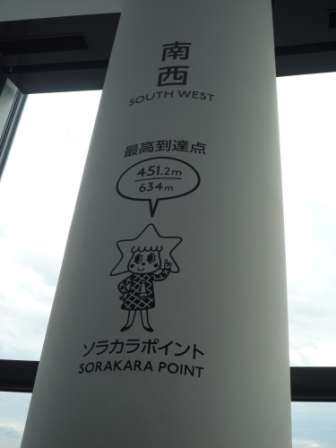 南
西
SOUTH WEST
最高到達点
451.2m
634m
ソラカラポイント
SORAKARA POINT